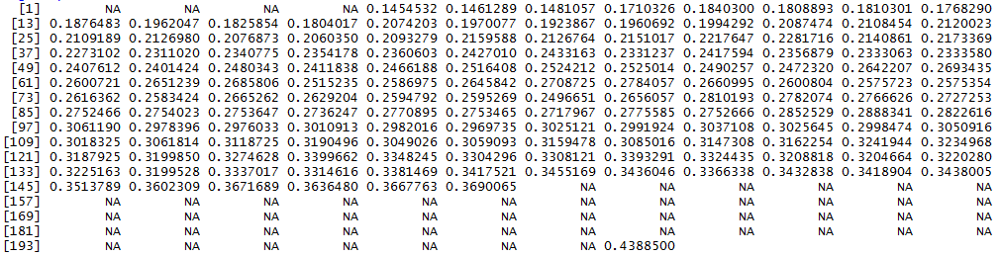 [1] NA NA NA NA 0.1454532 0.1461289 0.1481057 0.1710326 0.1840300 0.1808893 0.1810301 0.1768290
[13] 0.1876483 0.1962047 0.1825854 0.1804017 0.2074203 0.1970077 0.1923867 0.1960692 0.1994292 0.2087474 0.2108454 0.2120023
[25] 0.2109189 0.2126980 0.2076873 0.2060350 0.2093279 0.2159588 0.2126764 0.2151017 0.2217647 0.2281716 0.2140861 0.2173369
[37] 0.2273102 0.2311020 0.2340775 0.2354178 0.2360603 0.2427010 0.2433163 0.2331237 0.2417594 0.2356879 0.2333063 0.2333580
[49] 0.2407612 0.2401424 0.2480343 0.2411838 0.2466188 0.2516408 0.2524212 0.2525014 0.2490257 0.2472320 0.2642207 0.2693435
[61] 0.2600721 0.2651239 0.2685806 0.2515235 0.2586975 0.2645842 0.2708725 0.2784057 0.2660995 0.2600804 0.2575723 0.2575354
[73] 0.2616362 0.2583424 0.2665262 0.2629204 0.2594792 0.2595269 0.2496651 0.2656057 0.2810193 0.2782074 0.2766626 0.2727253
[85] 0.2752466 0.2754023 0.2753647 0.2736247 0.2770895 0.2753465 0.2717967 0.2775585 0.2752666 0.2852529 0.2888341 0.2822616
[97] 0.3061190 0.2978396 0.2976033 0.3010913 0.2982016 0.2969735 0.3025121 0.2991924 0.3037108 0.3025645 0.2998474 0.3050916
[109] 0.3018325 0.3061814 0.3118725 0.3190496 0.3049026 0.3059093 0.3159478 0.3085016 0.3147308 0.3162254 0.3241944 0.3234968
[121] 0.3187925 0.3199850 0.3274628 0.3399662 0.3348245 0.3304296 0.3308121 0.3393291 0.3324435 0.3208818 0.3204664 0.3220280
[133] 0.3225163 0.3199528 0.3337017 0.3314616 0.3381469 0.3417521 0.3455169 0.3436046 0.3366338 0.3432838 0.3418904 0.3438005
[145] 0.3513789 0.3602309 0.3671689 0.3636480 0.3667763 0.3690065 NA NA NA NA NA NA
[157] NA NA NA NA NA NA NA NA NA NA NA NA
[169] NA NA NA NA NA NA NA NA NA NA NA NA
[181] NA NA NA NA NA NA NA NA NA NA NA NA
[193] NA NA NA NA NA NA 0.4388500